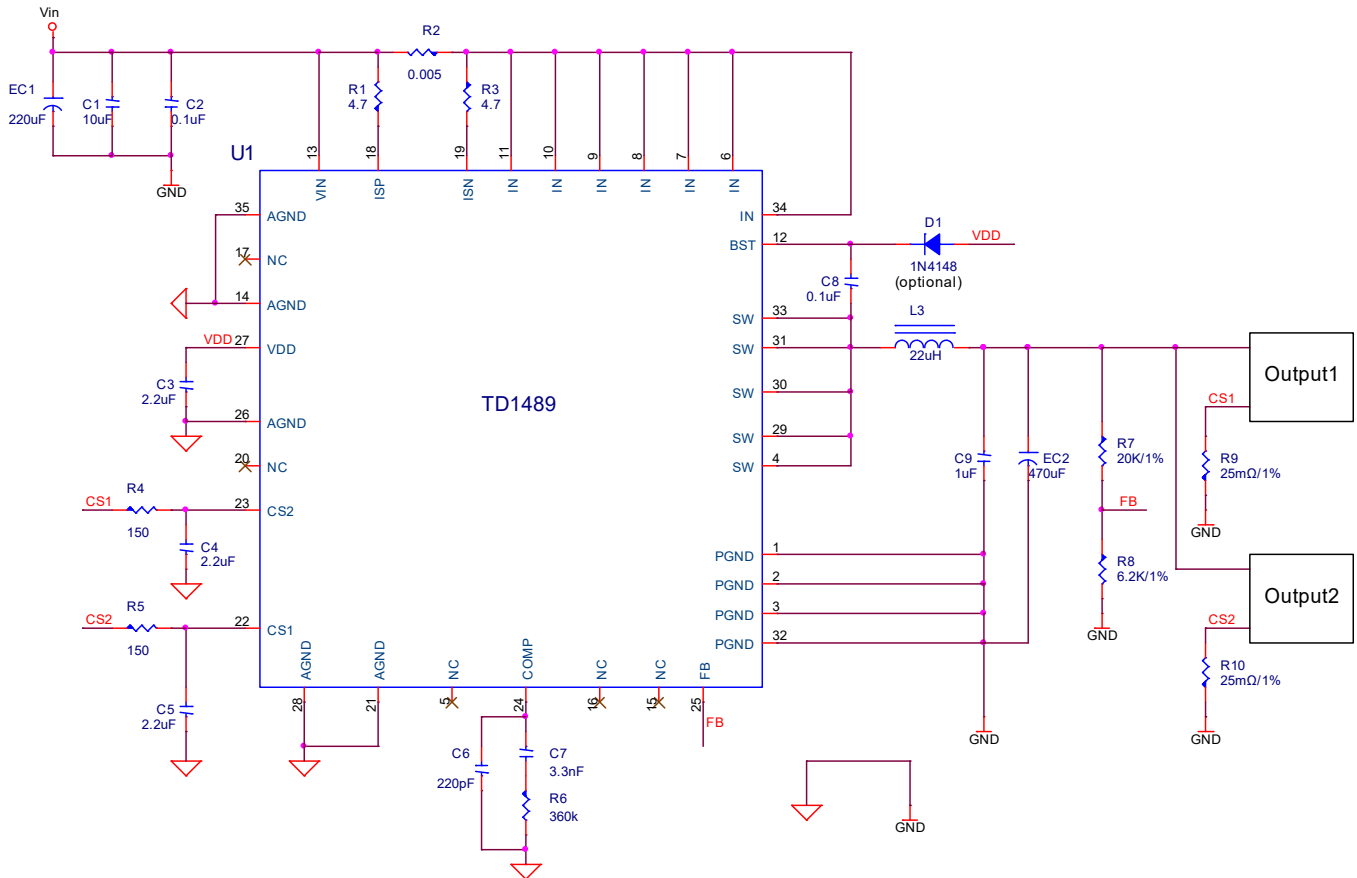 Vin
R2
0.005
EC1
220uF
C1
10uF
C2
0.1uF
R1
4.7
R3
4.7
GND
U1
13
18
19
11
10
9
8
7
6
VIN
ISP
ISN
IN
IN
IN
IN
IN
IN
35
AGND
34
IN
17
NC
12
BST
D1
VDD
1N4148
(optional)
14
AGND
C8
0.1uF
33
SW
L3
22uH
VDD
27
VDD
31
SW
C3
2.2uF
30
SW
TD1489
26
AGND
29
SW
20
NC
4
SW
Output1
CS1
R9
25mΩ/1%
GND
C9
1uF
EC2
470uF
R7
20K/1%
FB
R8
6.2K/1%
GND
CS1
R4
150
23
CS2
C4
2.2uF
1
PGND
2
PGND
3
PGND
32
PGND
Output2
CS2
R10
25mΩ/1%
GND
CS2
R5
150
22
CS1
C5
2.2uF
AGND
AGND
NC
COMP
NC
NC
FB
28
21
5
24
16
15
25
FB
GND
C6
220pF
C7
3.3nF
R6
360k
GND